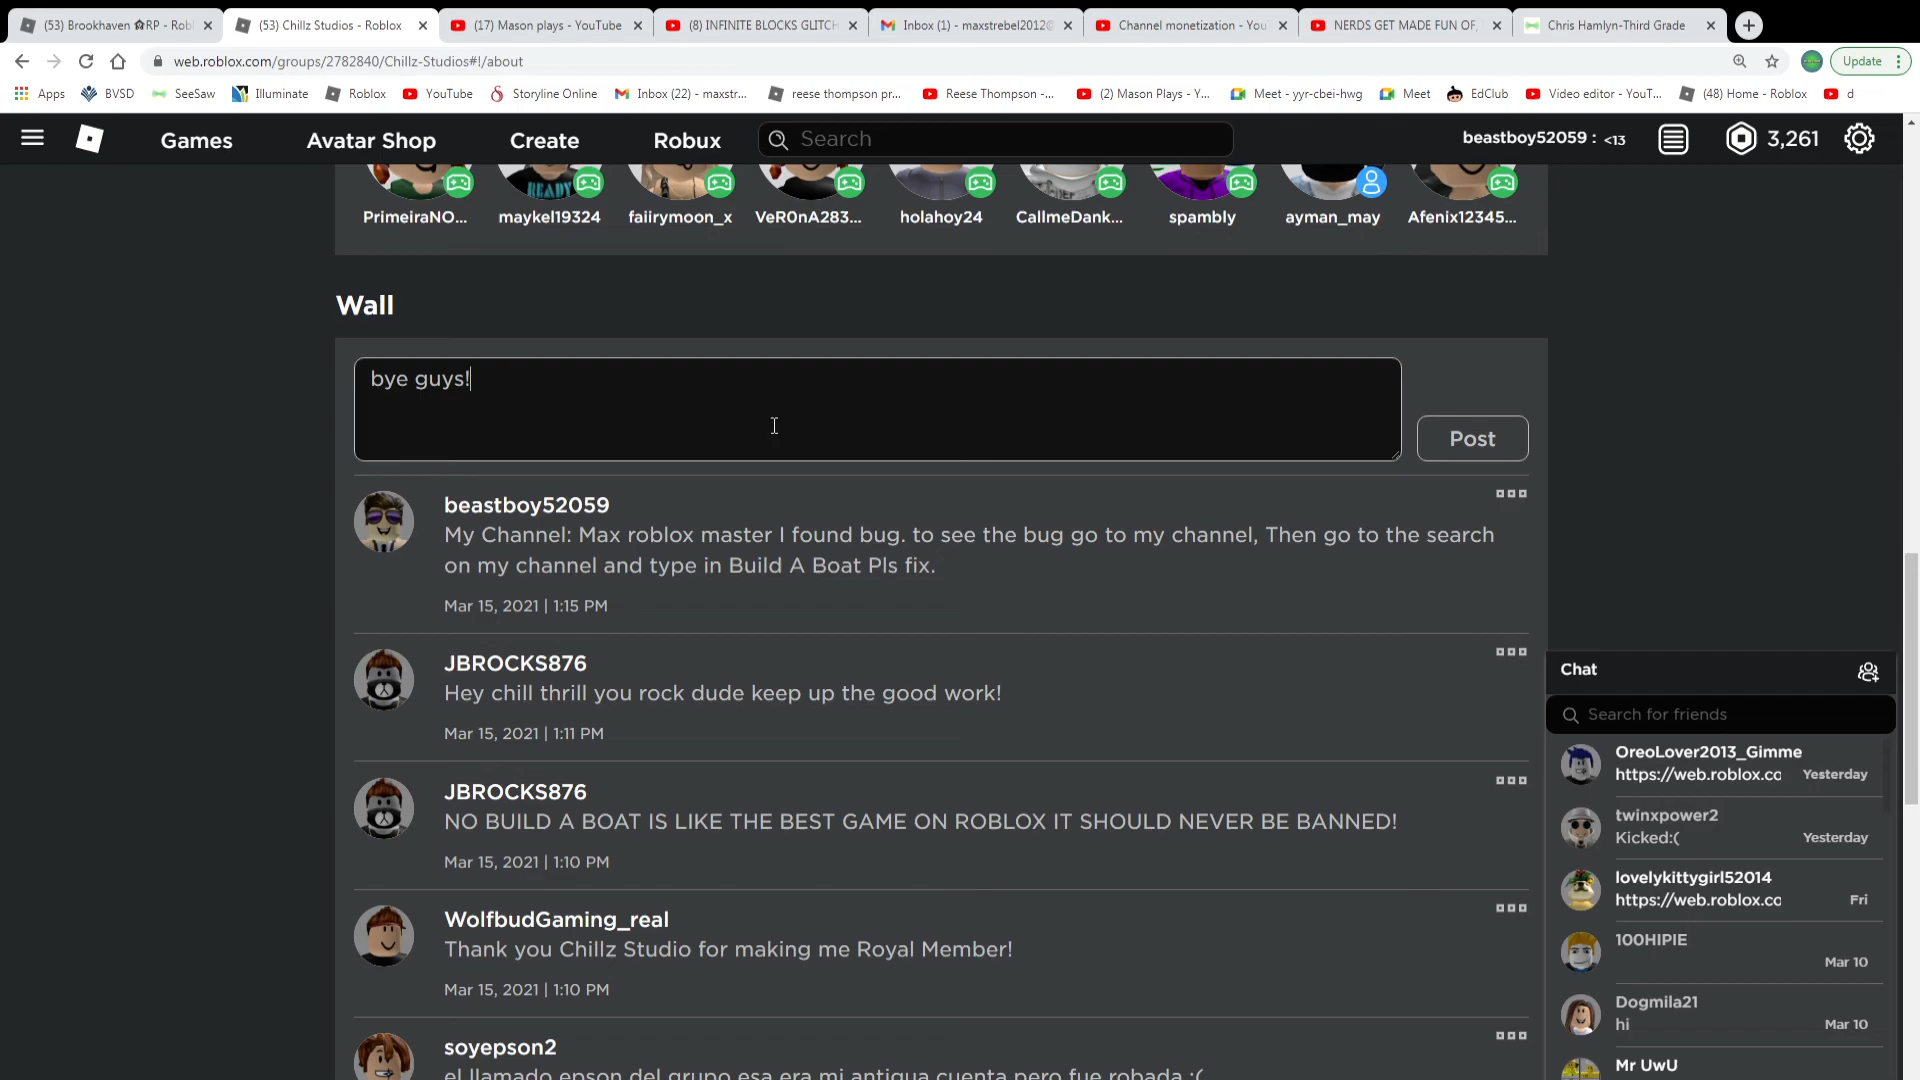 (53) Brookhaven 🏠RP - Robl
(53) Chillz Studios - Roblox
(17) Mason plays - YouTube
(8) INFINITE BLOCKS GLITCH
Inbox (1) - maxstrebel2012@
Channel monetization - You
NERDS GET MADE FUN OF,
Chris Hamlyn-Third Grade
web.roblox.com/groups/2782840/Chillz-Studios#!/about
Update
Apps
BVSD
SeeSaw
Illuminate
Roblox
YouTube
Storyline Online
Inbox (22) - maxstr...
reese thompson pr...
Reese Thompson -...
(2) Mason Plays - Y...
Meet - yyr-cbei-hwg
Meet
EdClub
Video editor - YouT...
(48) Home - Roblox
d
Games
Avatar Shop
Create
Robux
Search
beastboy52059 : <13
3,261
READY
PrimeiraNO...
maykel19324
faiirymoon_x
VeR0nA283...
holahoy24
CallmeDank...
spambly
ayman_may
Afenix12345...
Wall
bye guys!
Post
beastboy52059
My Channel: Max roblox master I found bug. to see the bug go to my channel, Then go to the search
on my channel and type in Build A Boat Pls fix.
Mar 15, 2021 | 1:15 PM
JBROCKS876
Hey chill thrill you rock dude keep up the good work!
Mar 15, 2021 | 1:11 PM
JBROCKS876
NO BUILD A BOAT IS LIKE THE BEST GAME ON ROBLOX IT SHOULD NEVER BE BANNED!
Mar 15, 2021 | 1:10 PM
WolfbudGaming_real
Thank you Chillz Studio for making me Royal Member!
Mar 15, 2021 | 1:10 PM
soyepson2
el llamado epson del grupo esa era mi antigua cuenta pero fue robada :(
Chat
Search for friends
OreoLover2013_Gimme
https://web.roblox.co Yesterday
twinxpower2
Kicked:( Yesterday
lovelykittygirl52014
https://web.roblox.co Fri
100HIPIE
Mar 10
Dogmila21
hi Mar 10
Mr UwU